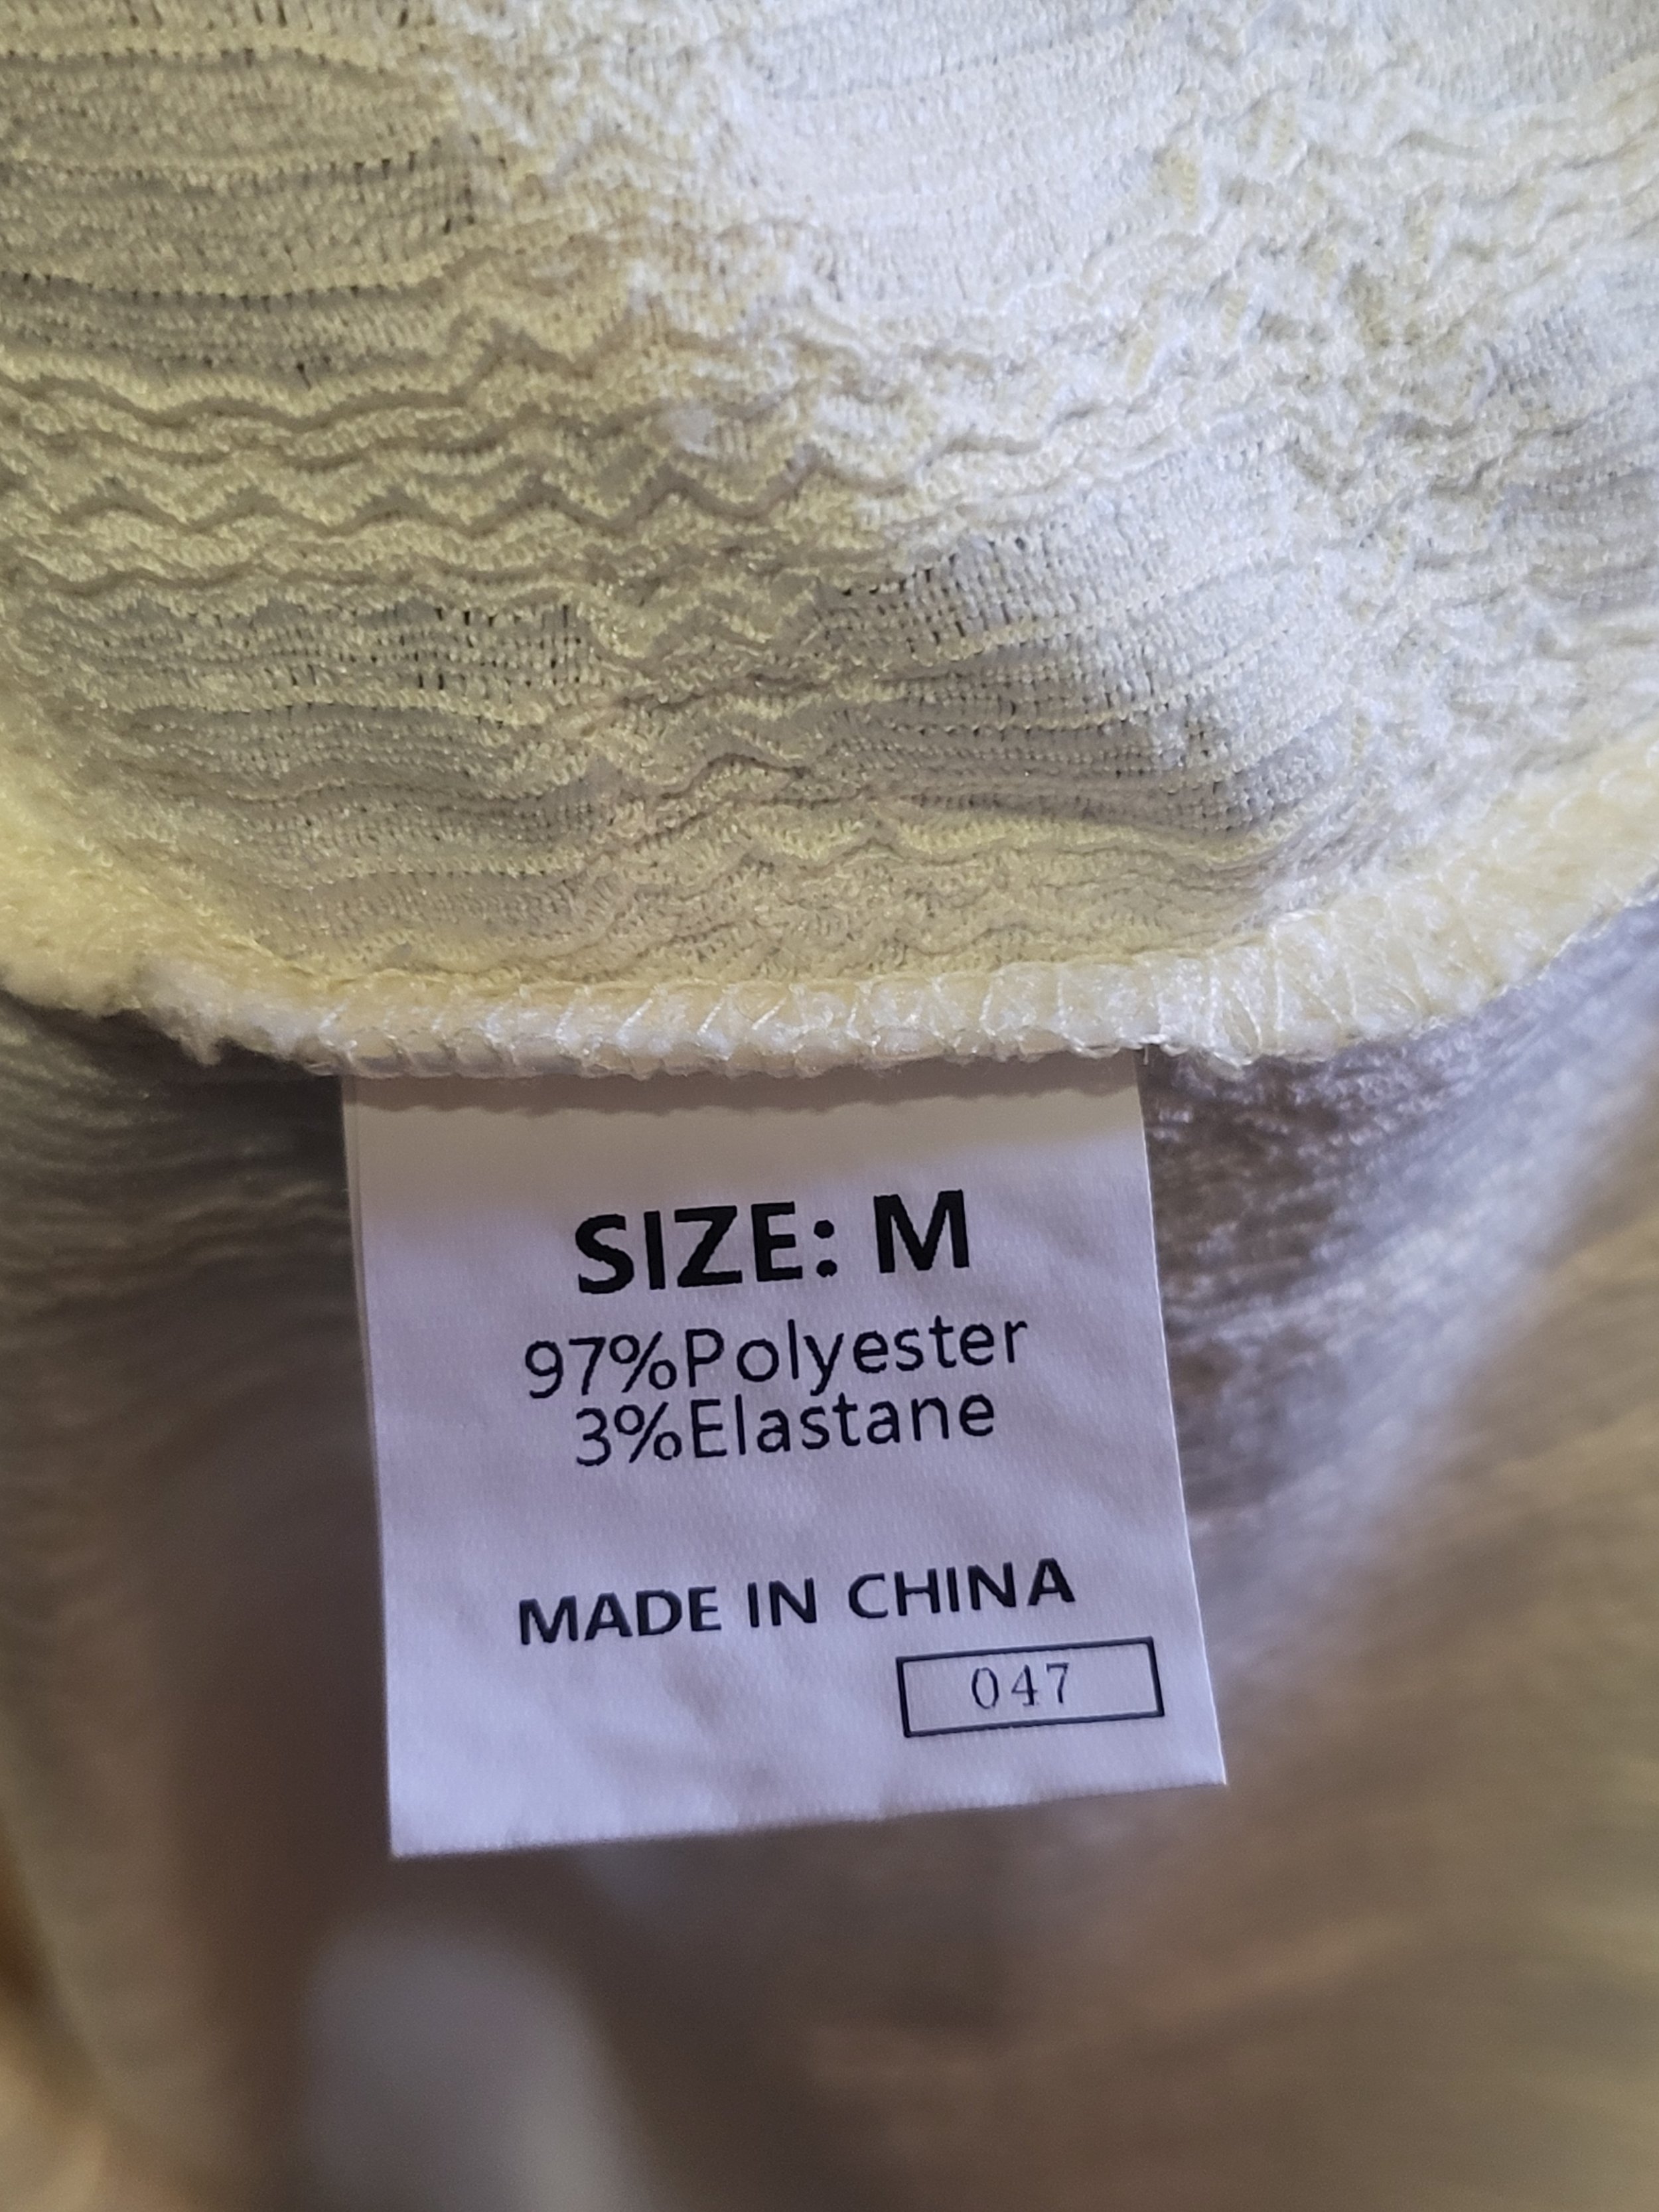 SIZE: M
97%Polyester
3%Elastane
MADE IN CHINA
047